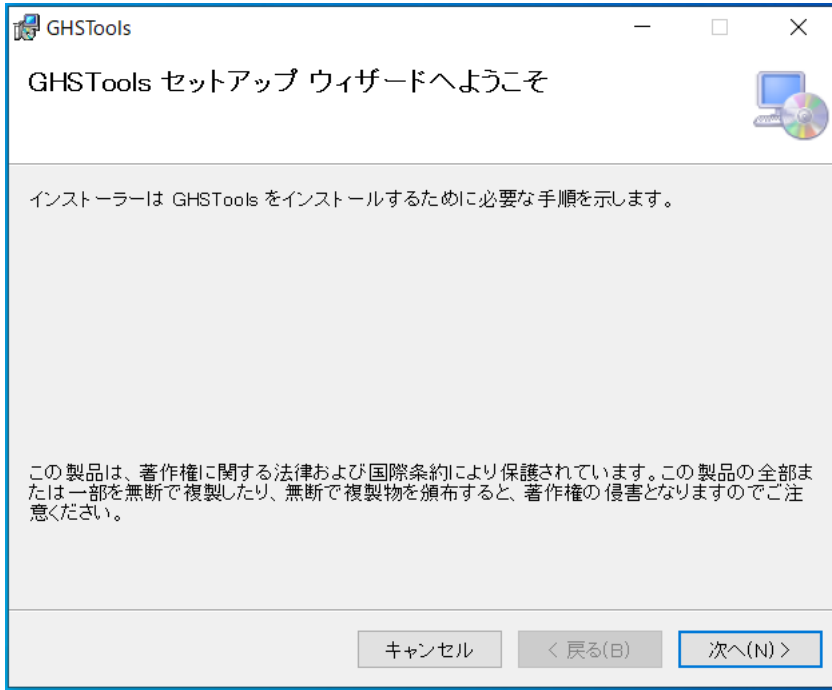 GHSTools
GHSTools セットアップ ウィザードへようこそ
インストーラーは GHSTools をインストールするために必要な手順を示します。
この製品は、著作権に関する法律および国際条約により保護されています。この製品の全部ま
たは一部を無断で複製したり、無断で複製物を頒布すると、著作権の侵害となりますのでご注
意ください。
キャンセル
< 戻る(B)
次へ(N) >